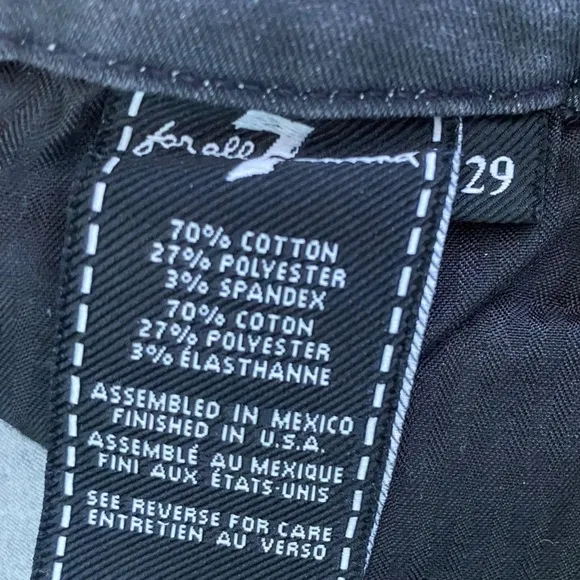 for all 7 mankind
29
70% COTTON
27% POLYESTER
3% SPANDEX
70% COTON
27% POLYESTER
3% ÉLASTHANNE
ASSEMBLED IN MEXICO
FINISHED IN U.S.A.
ASSEMBLÉ AU MEXIQUE
FINI AUX ÉTATS-UNIS
SEE REVERSE FOR CARE
ENTRETIEN AU VERSO